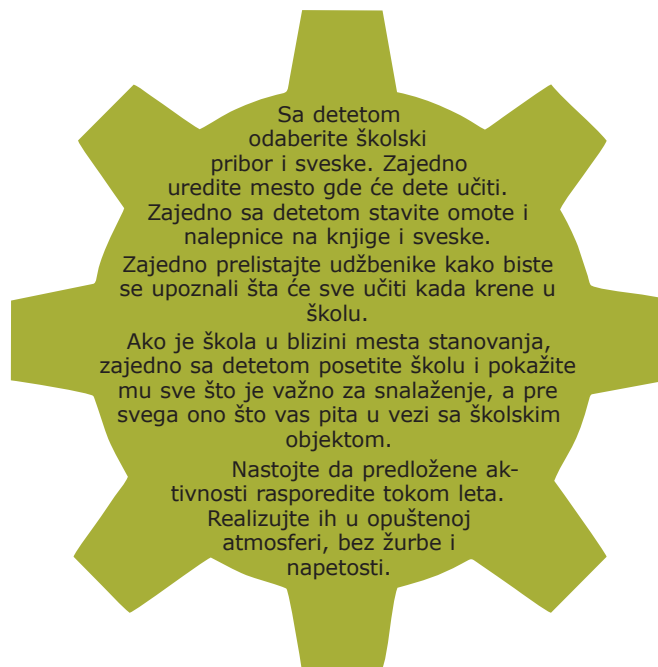 Sa detetom
odaberite školski
pribor i sveske. Zajedno
uredite mesto gde će dete učiti.
Zajedno sa detetom stavite omote i
nalepnice na knjige i sveske.
Zajedno prelistajte udžbenike kako biste
se upoznali šta će sve učiti kada krene u
školu.
Ako je škola u blizini mesta stanovanja,
zajedno sa detetom posetite školu i pokažite
mu sve što je važno za snalaženje, a pre
svega ono što vas pita u vezi sa školskim
objektom.
Nastojte da predložene ak-
tivnosti rasporedite tokom leta.
Realizujte ih u opuštenoj
atmosferi, bez žurbe i
napetosti.